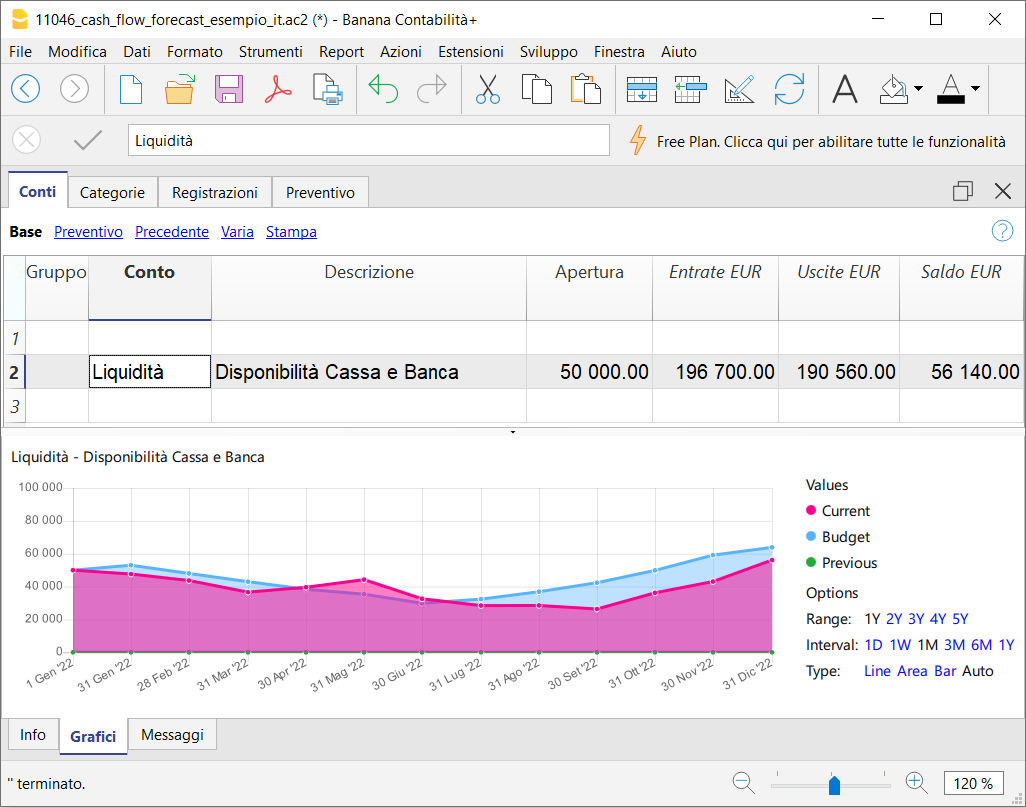 11046_cash_flow_forecast_esempio_it.ac2 (*) - Banana Contabilità+
File Modifica Dati Formato Strumenti Report Azioni Estensioni Sviluppo Finestra Aiuto
Liquidità
Free Plan. Clicca qui per abilitare tutte le funzionalità
Conti Categorie Registrazioni Preventivo
Base Preventivo Precedente Varia Stampa
Gruppo Conto Descrizione Apertura Entrate EUR Uscite EUR Saldo EUR
1
2 Liquidità Disponibilità Cassa e Banca 50 000.00 196 700.00 190 560.00 56 140.00
3
Liquidità - Disponibilità Cassa e Banca
100 000
80 000
60 000
40 000
20 000
0
1 Gen '22 31 Gen '22 28 Feb '22 31 Mar '22 30 Apr '22 31 Mag '22 30 Giu '22 31 Lug '22 31 Ago '22 30 Set '22 31 Ott '22 30 Nov '22 31 Dic '22
Values
Current
Budget
Previous
Options
Range: 1Y 2Y 3Y 4Y 5Y
Interval: 1D 1W 1M 3M 6M 1Y
Type: Line Area Bar Auto
Info Grafici Messaggi
'' terminato.
120 %